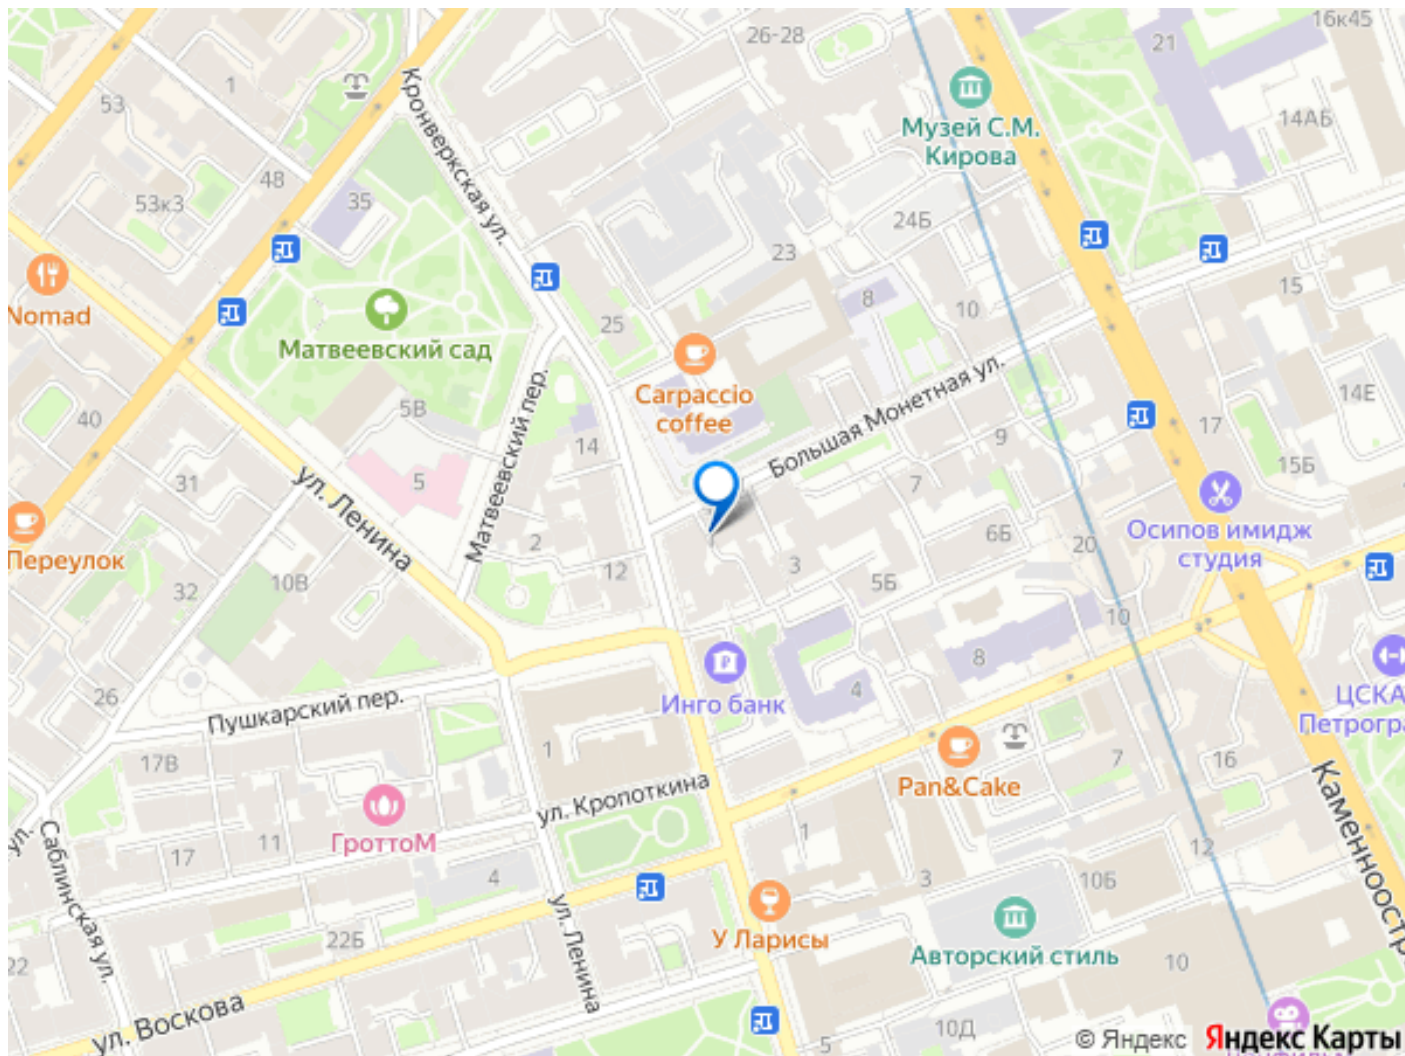 26-28
16к45
21
1
53
14АБ
Музей С.М.
Кирова
Кронверкская ул.
48
35
53к3
24Б
23
8
10
15
Nomad
25
Матвеевский сад
Carpaccio
coffee
Большая Монетная ул.
14Е
40
5В
Матвеевский пер.
14
9
17
15Б
31
ул. Ленина
5
7
Осипов имидж
студия
Переулок
2
6Б
20
32
10В
12
3
5Б
10
8
26
Инго банк
4
ЦСКА
Петрогра
Пушкарский пер.
17В
1
7
16
Pan&Cake
ул. Кропоткина
Каменноостр
ГроттоМ
ул.
Саблинская ул.
17
11
1
12
4
3
10Б
22Б
ул. Ленина
У Ларисы
Авторский стиль
22
10
ул. Воскова
10Д
5
© Яндекс Яндекс Карты